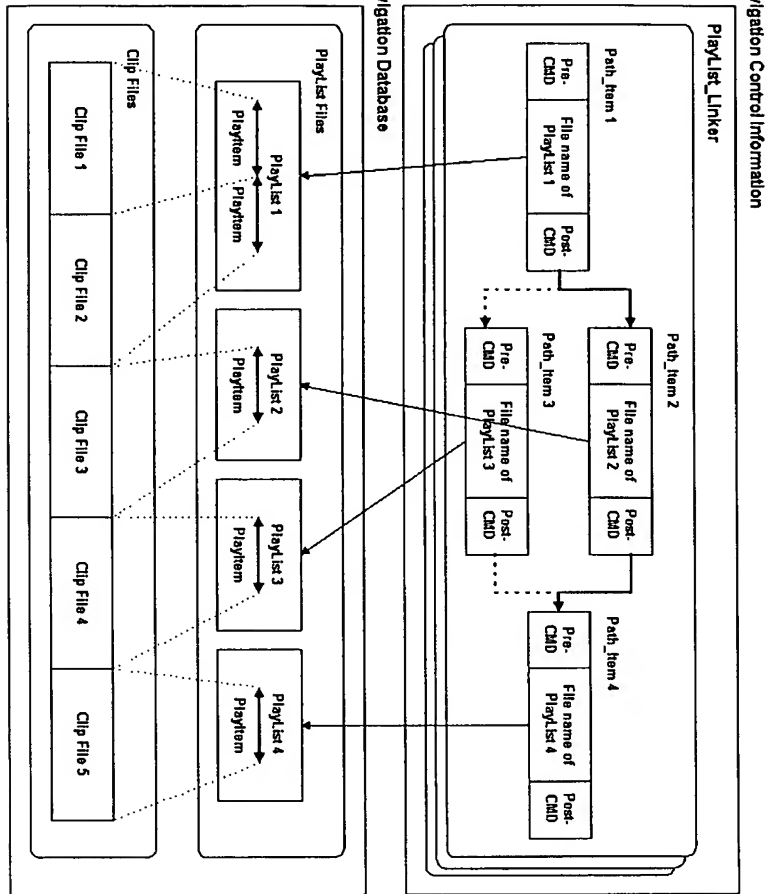 vigation Control Information
PlayList_Linker
Path_Item 1
Pre-
CMD
File name of
PlayList 1
Post-
CMD
Path_Item 2
Pre-
CMD
File name of
PlayList 2
Post-
CMD
Path_Item 3
Pre-
CMD
File name of
PlayList 3
Post-
CMD
Path_Item 4
Pre-
CMD
File name of
PlayList 4
Post-
CMD
vigation Database
PlayList Files
PlayList 1
PlayItem
PlayItem
PlayList 2
PlayItem
PlayList 3
PlayItem
PlayList 4
PlayItem
Clip Files
Clip File 1
Clip File 2
Clip File 3
Clip File 4
Clip File 5